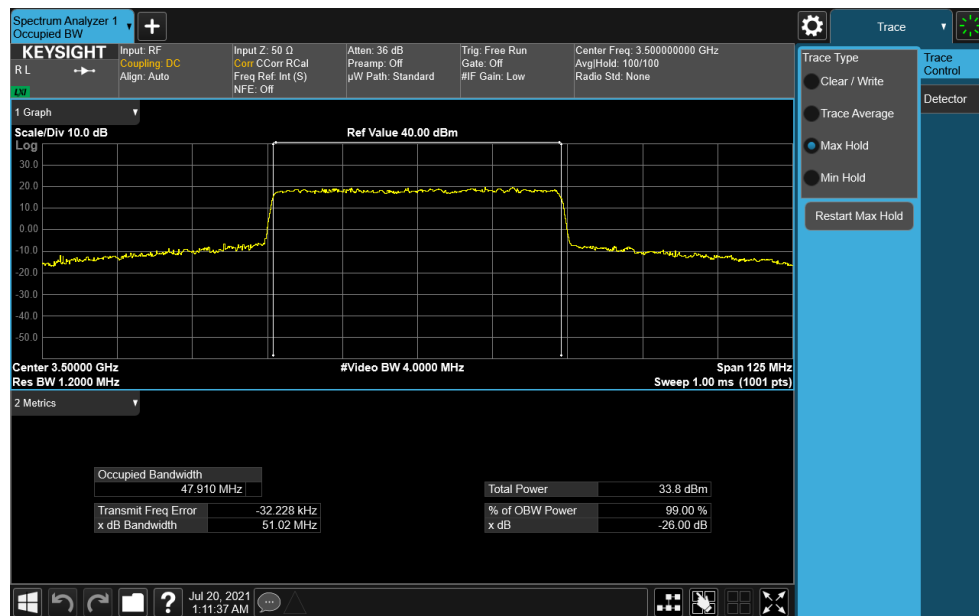 Spectrum Analyzer 1
Occupied BW
Trace
KEYSIGHT
R L
LXI
Input: RF
Coupling: DC
Align: Auto
Input Z: 50 Ω
Corr CCorr RCal
Freq Ref: Int (S)
NFE: Off
Atten: 36 dB
Preamp: Off
µW Path: Standard
Trig: Free Run
Gate: Off
#IF Gain: Low
Center Freq: 3.500000000 GHz
Avg|Hold: 100/100
Radio Std: None
Trace Type
Clear / Write
Trace Average
Max Hold
Min Hold
Restart Max Hold
Trace
Control
Detector
1 Graph
Scale/Div 10.0 dB
Ref Value 40.00 dBm
Log
30.0
20.0
10.0
0.00
-10.0
-20.0
-30.0
-40.0
-50.0
Center 3.50000 GHz
#Video BW 4.0000 MHz
Span 125 MHz
Res BW 1.2000 MHz
Sweep 1.00 ms (1001 pts)
2 Metrics
Occupied Bandwidth
47.910 MHz
Total Power 33.8 dBm
Transmit Freq Error -32.228 kHz
% of OBW Power 99.00 %
x dB Bandwidth 51.02 MHz
x dB -26.00 dB
?
Jul 20, 2021
1:11:37 AM